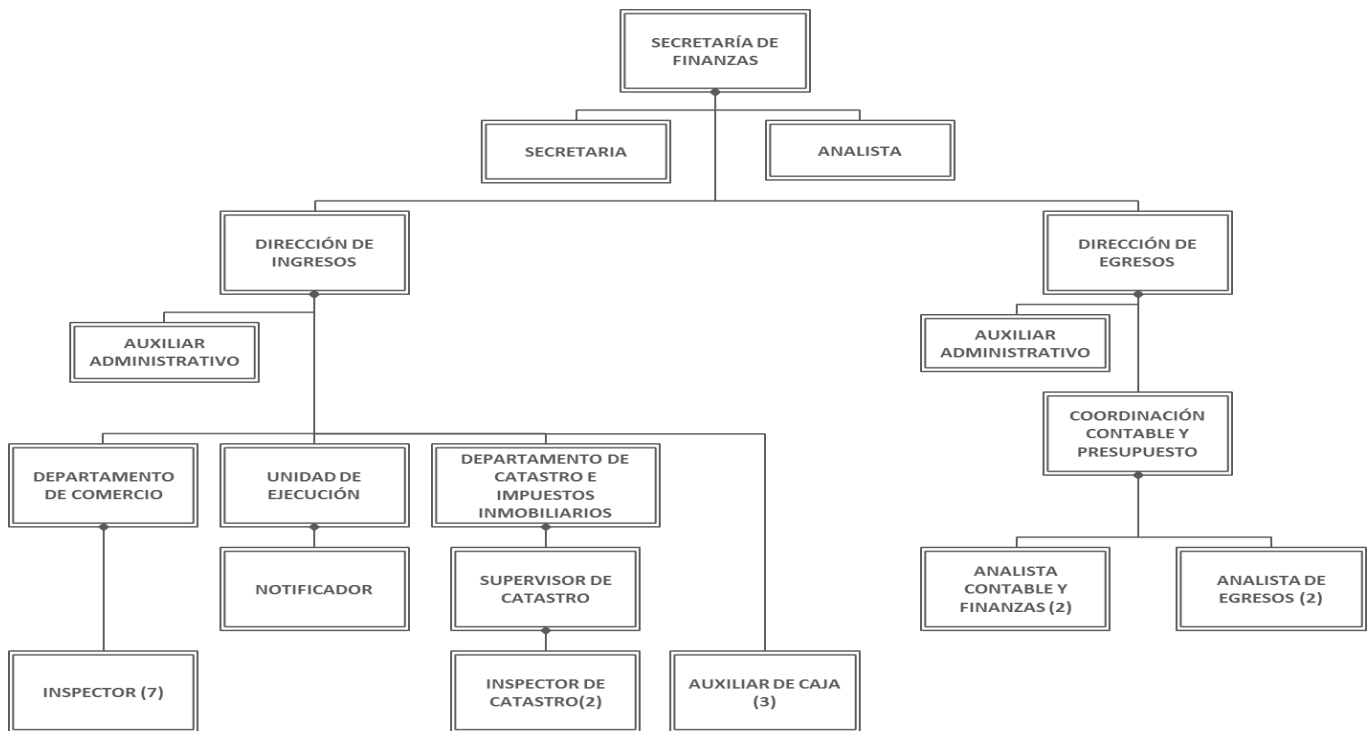 SECRETARÍA DE
FINANZAS
SECRETARIA
ANALISTA
DIRECCIÓN DE
INGRESOS
DIRECCIÓN DE
EGRESOS
AUXILIAR
ADMINISTRATIVO
AUXILIAR
ADMINISTRATIVO
COORDINACIÓN
CONTABLE Y
PRESUPUESTO
DEPARTAMENTO
DE COMERCIO
UNIDAD DE
EJECUCIÓN
DEPARTAMENTO DE
CATASTRO E
IMPUESTOS
INMOBILIARIOS
NOTIFICADOR
SUPERVISOR DE
CATASTRO
ANALISTA
CONTABLE Y
FINANZAS (2)
ANALISTA DE
EGRESOS (2)
INSPECTOR (7)
INSPECTOR DE
CATASTRO(2)
AUXILIAR DE CAJA
(3)